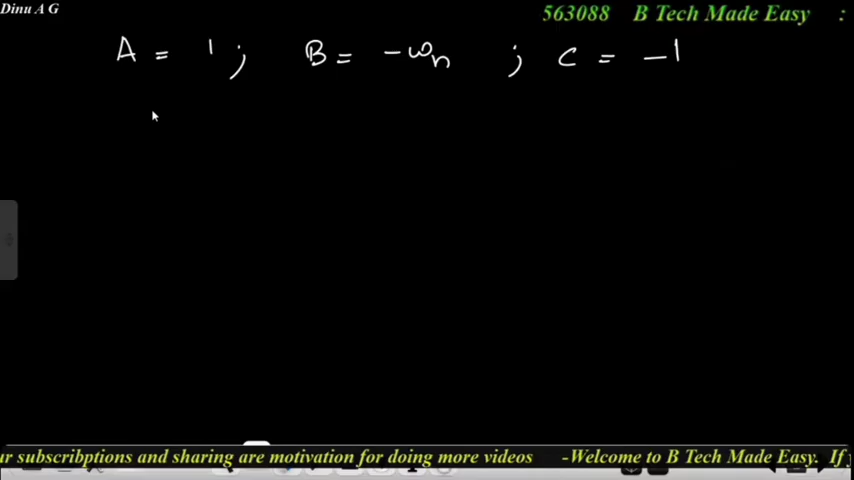 Dinu A G
563088 B Tech Made Easy :
A = 1 ; B = -ωn ; C = -1
ur subscribptions and sharing are motivation for doing more videos -Welcome to B Tech Made Easy. If y